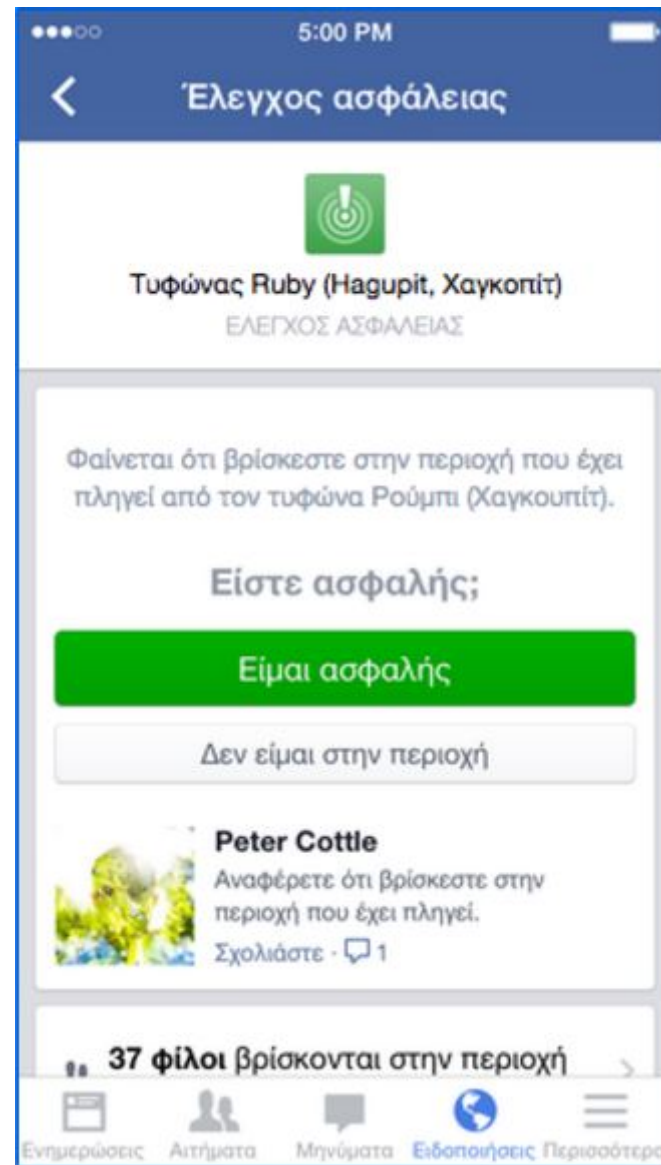 5:00 PM
Έλεγχος ασφάλειας
Τυφώνας Ruby (Hagupit, Χαγκοπίτ)
ΕΛΕΓΧΟΣ ΑΣΦΑΛΕΙΑΣ
Φαίνεται ότι βρίσκεστε στην περιοχή που έχει
πληγεί από τον τυφώνα Ρούμπι (Χαγκουπίτ).
Είστε ασφαλής;
Είμαι ασφαλής
Δεν είμαι στην περιοχή
Peter Cottle
Αναφέρετε ότι βρίσκεστε στην
περιοχή που έχει πληγεί.
Σχολιάστε · 1
37 φίλοι βρίσκονται στην περιοχή
Ενημερώσεις Αιτήματα Μηνύματα Ειδοποιήσεις Περισσότερα